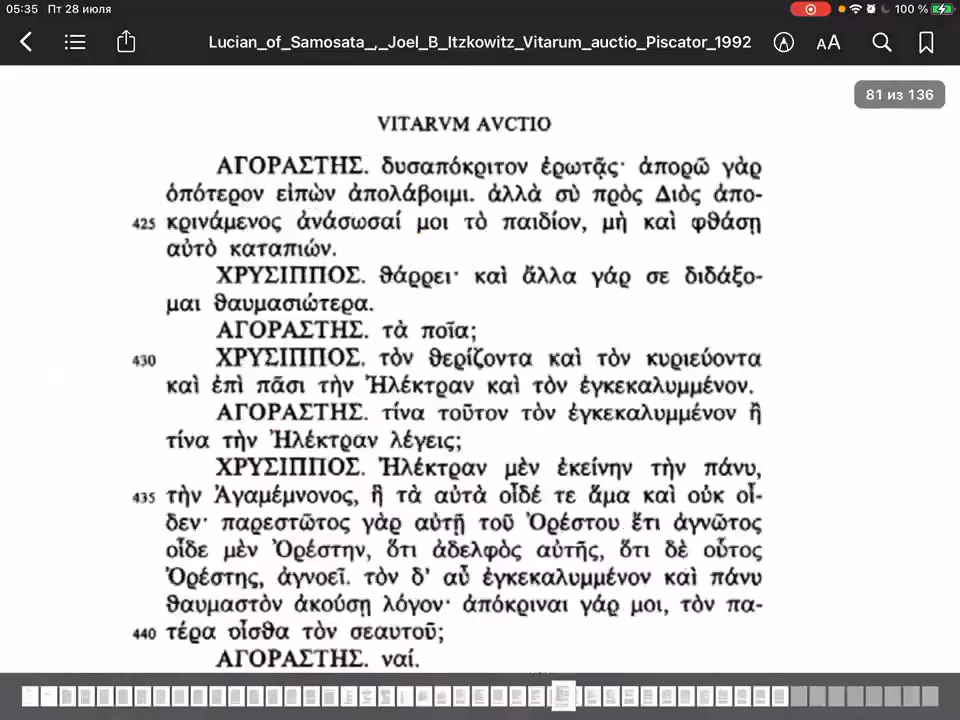 05:35 Пт 28 июля
100 %
Lucian_of_Samosata_,_Joel_B_Itzkowitz_Vitarum_auctio_Piscator_1992
AA
81 из 136
VITARVM AVCTIO
ΑΓΟΡΑΣΤΗΣ. δυσαπόκριτον ἐρωτᾷς· ἀπορῶ γὰρ
ὁπότερον εἰπὼν ἀπολάβοιμι. ἀλλὰ σὺ πρὸς Διὸς ἀπο-
425 κρινάμενος ἀνάσωσαί μοι τὸ παιδίον, μὴ καὶ φθάσῃ
αὐτὸ καταπιών.
ΧΡΥΣΙΠΠΟΣ. θάρρει· καὶ ἄλλα γάρ σε διδάξο-
μαι θαυμασιώτερα.
ΑΓΟΡΑΣΤΗΣ. τὰ ποῖα;
430 ΧΡΥΣΙΠΠΟΣ. τὸν θερίζοντα καὶ τὸν κυριεύοντα
καὶ ἐπὶ πᾶσι τὴν Ἠλέκτραν καὶ τὸν ἐγκεκαλυμμένον.
ΑΓΟΡΑΣΤΗΣ. τίνα τοῦτον τὸν ἐγκεκαλυμμένον ἢ
τίνα τὴν Ἠλέκτραν λέγεις;
ΧΡΥΣΙΠΠΟΣ. Ἠλέκτραν μὲν ἐκείνην τὴν πάνυ,
435 τὴν Ἀγαμέμνονος, ἣ τὰ αὐτὰ οἶδέ τε ἅμα καὶ οὐκ οἶ-
δεν· παρεστῶτος γὰρ αὐτῇ τοῦ Ὀρέστου ἔτι ἀγνῶτος
οἶδε μὲν Ὀρέστην, ὅτι ἀδελφὸς αὐτῆς, ὅτι δὲ οὗτος
Ὀρέστης, ἀγνοεῖ. τὸν δ’ αὖ ἐγκεκαλυμμένον καὶ πάνυ
θαυμαστὸν ἀκούσῃ λόγον· ἀπόκριναι γάρ μοι, τὸν πα-
440 τέρα οἶσθα τὸν σεαυτοῦ;
ΑΓΟΡΑΣΤΗΣ. ναί.